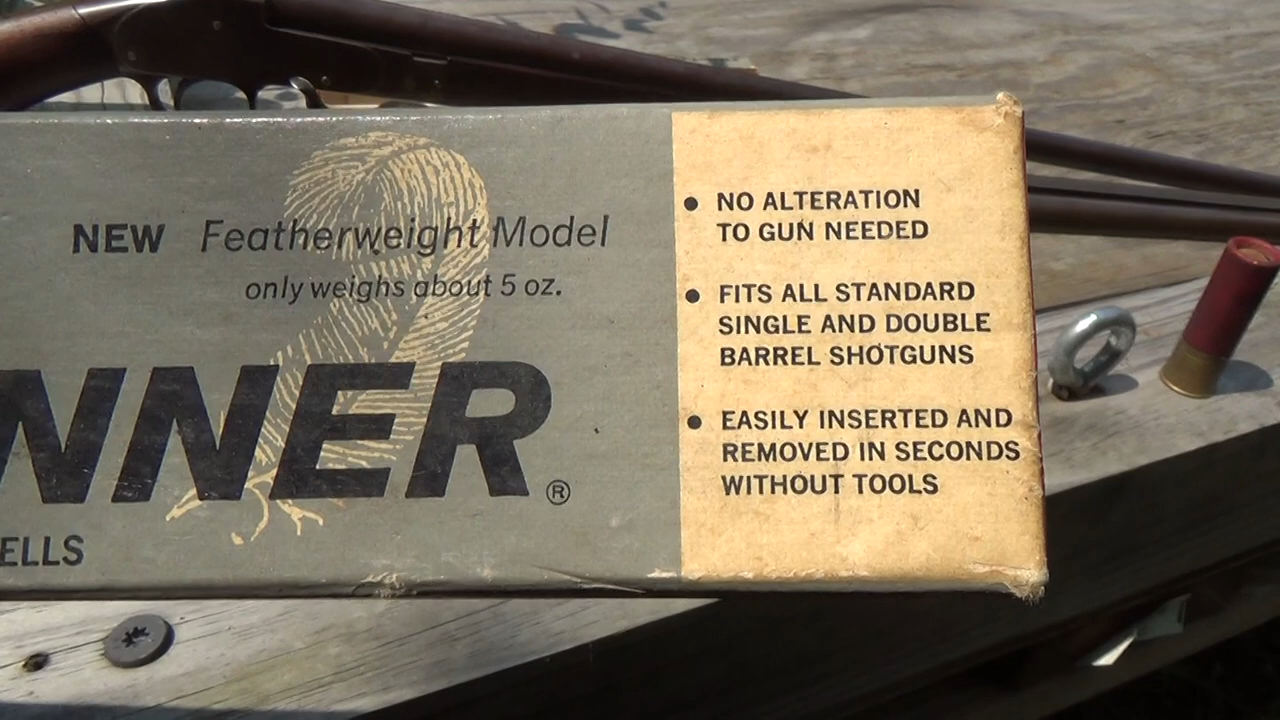 NEW Featherweight Model
only weighs about 5 oz.
NNER®
ELLS
• NO ALTERATION
TO GUN NEEDED
• FITS ALL STANDARD
SINGLE AND DOUBLE
BARREL SHOTGUNS
• EASILY INSERTED AND
REMOVED IN SECONDS
WITHOUT TOOLS